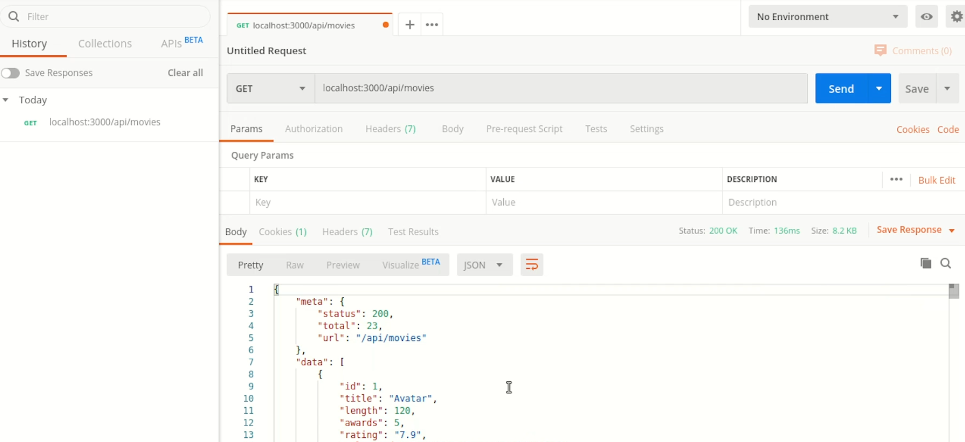 Filter
History Collections APIs BETA
Save Responses Clear all
Today
GET localhost:3000/api/movies
GET localhost:3000/api/movies + ••• No Environment
Untitled Request Comments (0)
GET localhost:3000/api/movies Send Save
Params Authorization Headers (7) Body Pre-request Script Tests Settings Cookies Code
Query Params
KEY VALUE DESCRIPTION ••• Bulk Edit
Key Value Description
Body Cookies (1) Headers (7) Test Results Status: 200 OK Time: 136ms Size: 8.2 KB Save Response
Pretty Raw Preview Visualize BETA JSON
1 {
2 "meta": {
3 "status": 200,
4 "total": 23,
5 "url": "/api/movies"
6 },
7 "data": [
8 {
9 "id": 1,
10 "title": "Avatar",
11 "length": 120,
12 "awards": 5,
13 "rating": "7.9",